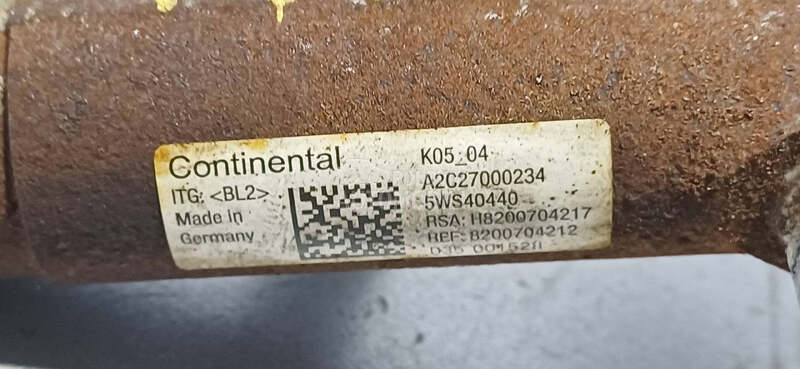 Continental
ITG: <BL2>
Made In
Germany
K05_04
A2C27000234
5WS40440
RSA: H8200704217
REF: 8200704212